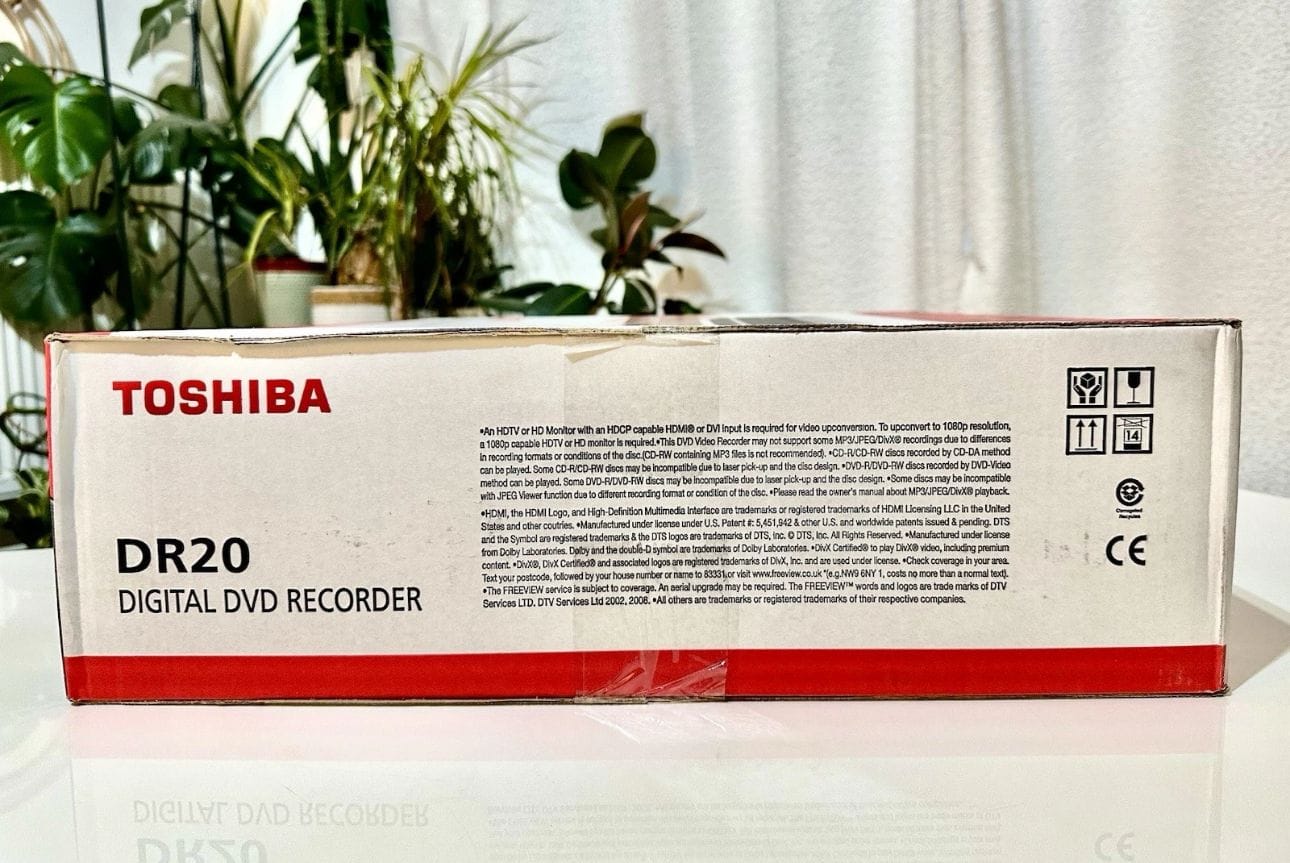 TOSHIBA
DR20
DIGITAL DVD RECORDER
•An HDTV or HD Monitor with an HDCP capable HDMI® or DVI input is required for video upconversion. To upconvert to 1080p resolution,
a 1080p capable HDTV or HD monitor is required.•This DVD Video Recorder may not support some MP3/JPEG/DivX® recordings due to differences
in recording formats or conditions of the disc.(CD-RW containing MP3 files is not recommended). •CD-R/CD-RW discs recorded by CD-DA method
can be played. Some CD-R/CD-RW discs may be incompatible due to laser pick-up and the disc design. •DVD-R/DVD-RW discs recorded by DVD-Video
method can be played. Some DVD-R/DVD-RW discs may be incompatible due to laser pick-up and the disc design. •Some discs may be incompatible
with JPEG Viewer function due to different recording format or condition of the disc. •Please read the owner's manual about MP3/JPEG/DivX® playback.
•HDMI, the HDMI Logo, and High-Definition Multimedia Interface are trademarks or registered trademarks of HDMI Licensing LLC in the United
States and other coutries. •Manufactured under license under U.S. Patent #: 5,451,942 & other U.S. and worldwide patents issued & pending. DTS
and the Symbol are registered trademarks & the DTS logos are trademarks of DTS, Inc. © DTS, Inc. All Rights Reserved. •Manufactured under license
from Dolby Laboratories. Dolby and the double-D symbol are trademarks of Dolby Laboratories. •DivX Certified® to play DivX® video, including premium
content. •DivX®, DivX Certified® and associated logos are registered trademarks of DivX, Inc. and are used under license. •Check coverage in your area.
Text your postcode, followed by your house number or name to 83331,or visit www.freeview.co.uk *(e.g.NW9 6NY 1, costs no more than a normal text).
•The FREEVIEW service is subject to coverage. An aerial upgrade may be required. The FREEVIEW™ words and logos are trade marks of DTV
Services LTD. DTV Services Ltd 2002, 2008. •All others are trademarks or registered trademarks of their respective companies.
14
Corrugated
Recycles
CE